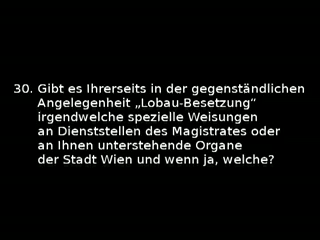 30. Gibt es Ihrerseits in der gegenständlichen
Angelegenheit „Lobau-Besetzung“
irgendwelche spezielle Weisungen
an Dienststellen des Magistrates oder
an Ihnen unterstehende Organe
der Stadt Wien und wenn ja, welche?